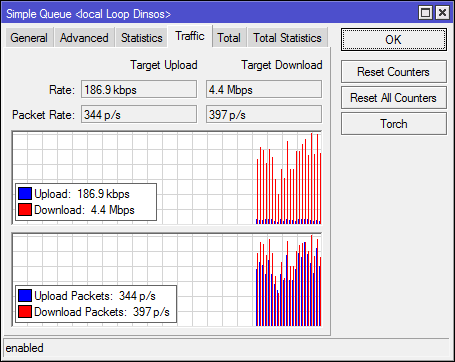 Simple Queue <local Loop Dinsos>
General Advanced Statistics Traffic Total Total Statistics
OK
Reset Counters
Reset All Counters
Torch
Target Upload Target Download
Rate: 186.9 kbps 4.4 Mbps
Packet Rate: 344 p/s 397 p/s
Upload: 186.9 kbps
Download: 4.4 Mbps
Upload Packets: 344 p/s
Download Packets: 397 p/s
enabled